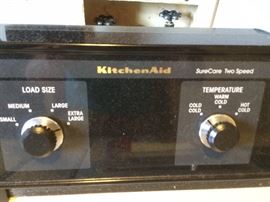 KitchenAid
SureCare Two Speed
LOAD SIZE
SMALL
MEDIUM
LARGE
EXTRA
LARGE
TEMPERATURE
COLD
COLD
WARM
COLD
HOT
COLD